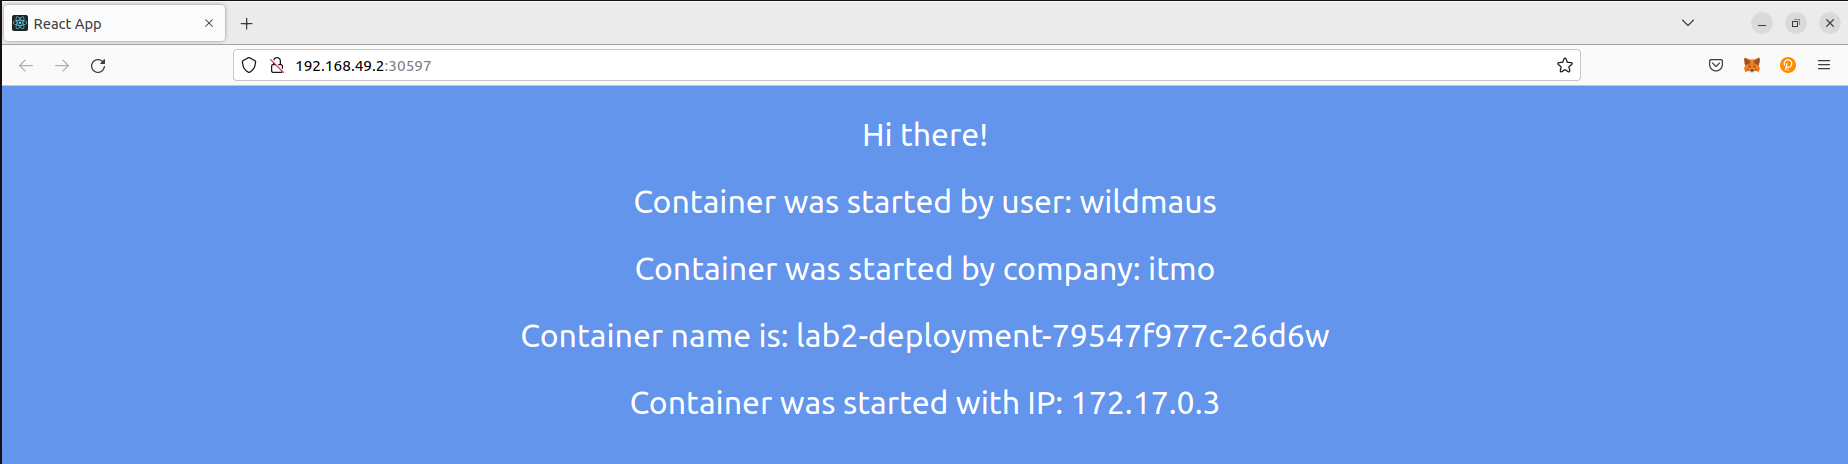 React App
192.168.49.2:30597
Hi there!
Container was started by user: wildmaus
Container was started by company: itmo
Container name is: lab2-deployment-79547f977c-26d6w
Container was started with IP: 172.17.0.3